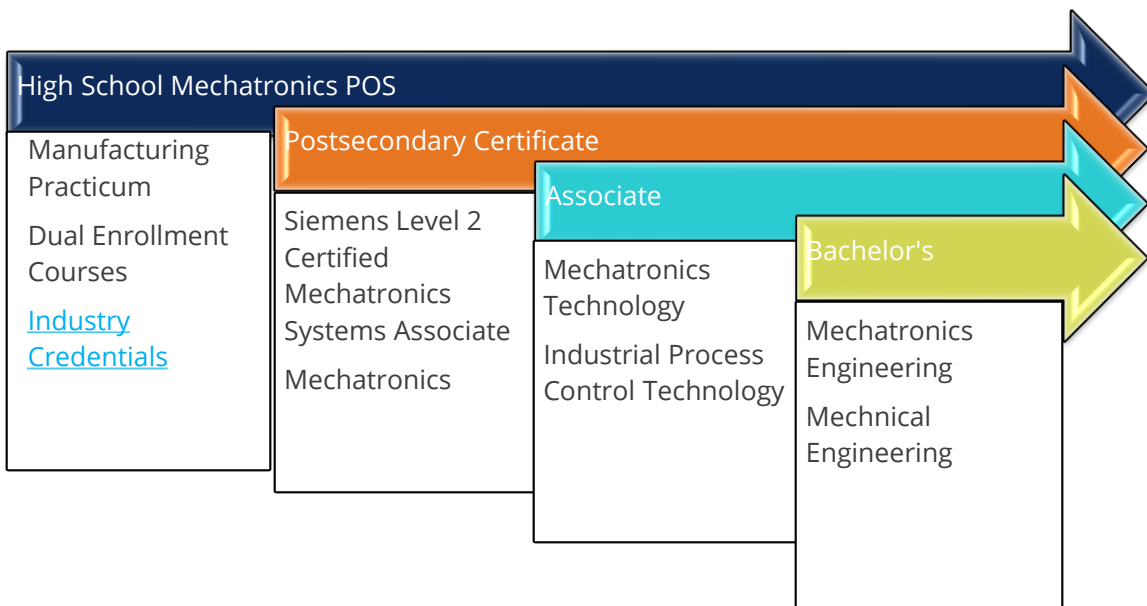 High School Mechatronics POS
Manufacturing
Practicum
Dual Enrollment
Courses
Industry
Credentials
Postsecondary Certificate
Siemens Level 2
Certified
Mechatronics
Systems Associate
Mechatronics
Associate
Mechatronics
Technology
Industrial Process
Control Technology
Bachelor's
Mechatronics
Engineering
Mechnical
Engineering